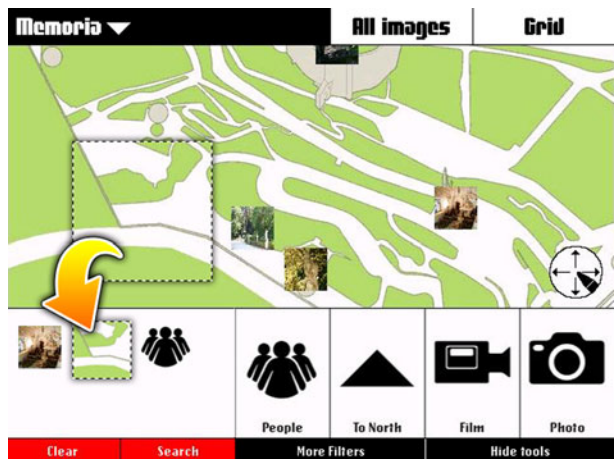 Memoria
All images
Grid
People
To North
Film
Photo
Clear
Search
More Filters
Hide tools